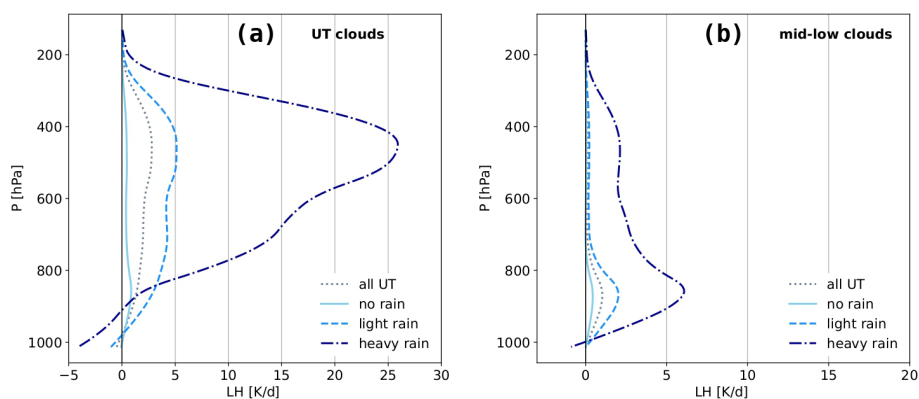 (a) UT clouds
200
400
600
800
1000
P [hPa]
all UT
no rain
light rain
heavy rain
−5 0 5 10 15 20 25 30
LH [K/d]
(b) mid-low clouds
200
400
600
800
1000
P [hPa]
all UT
no rain
light rain
heavy rain
0 5 10 15 20
LH [K/d]